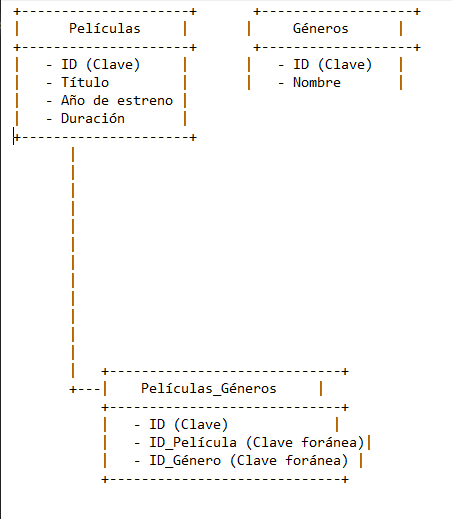 +---------------------+       +-------------------+
|      Películas      |       |     Géneros       |
+---------------------+       +-------------------+
|   - ID (Clave)      |       |   - ID (Clave)    |
|   - Título          |       |   - Nombre        |
|   - Año de estreno |
|   - Duración        |
+---------------------+
       |
       |
       |
       |
       |
       |
       |
       |
       |
       |
       |
       |
       |   +----------------------------+
       +---|    Películas_Géneros     |
           +----------------------------+
           |   - ID (Clave)             |
           |   - ID_Película (Clave foránea)|
           |   - ID_Género (Clave foránea) |
           +----------------------------+